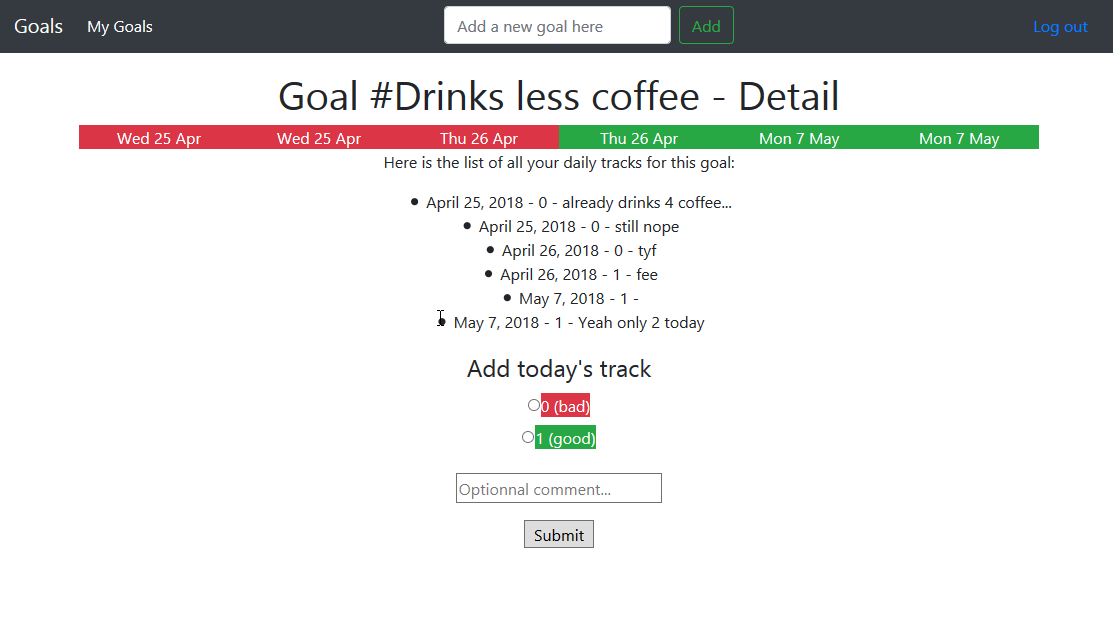 Goals My Goals Add a new goal here Add Log out
Goal #Drinks less coffee - Detail
Wed 25 Apr Wed 25 Apr Thu 26 Apr Thu 26 Apr Mon 7 May Mon 7 May
Here is the list of all your daily tracks for this goal:
April 25, 2018 - 0 - already drinks 4 coffee...
April 25, 2018 - 0 - still nope
April 26, 2018 - 0 - tyf
April 26, 2018 - 1 - fee
May 7, 2018 - 1 -
May 7, 2018 - 1 - Yeah only 2 today
Add today's track
0 (bad)
1 (good)
Optionnal comment...
Submit